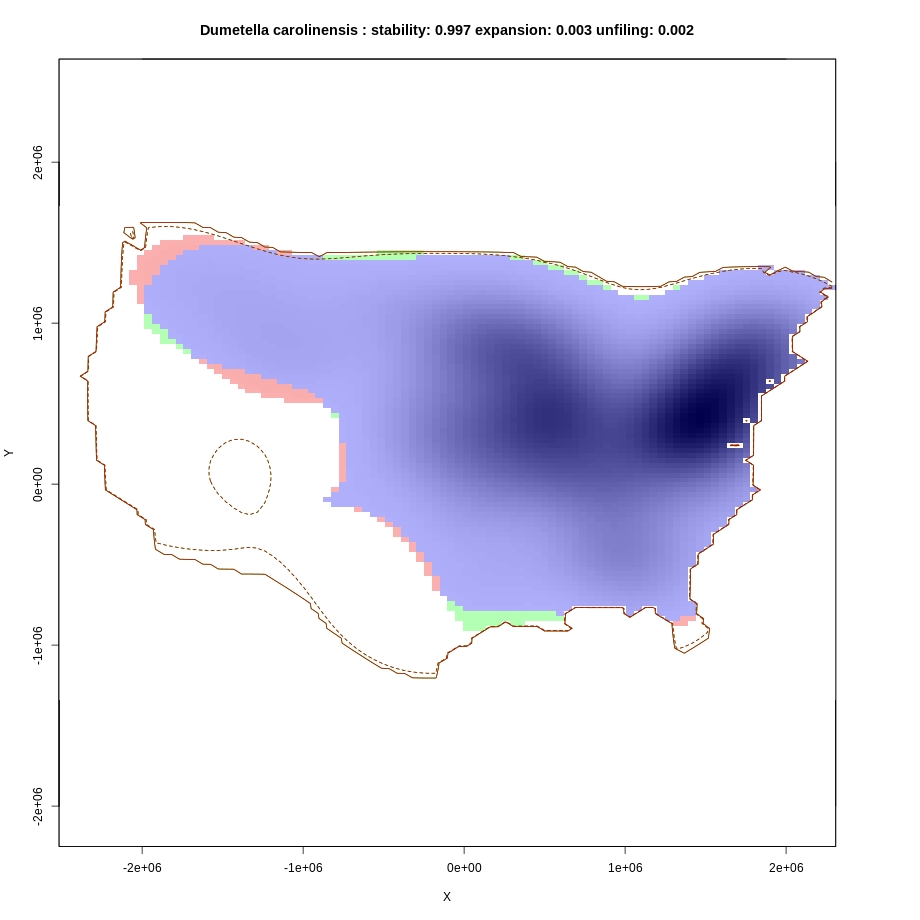 Dumetella carolinensis : stability: 0.997 expansion: 0.003 unfiling: 0.002
2e+06
1e+06
0e+00
-1e+06
-2e+06
Y
-2e+06 -1e+06 0e+00 1e+06 2e+06
X